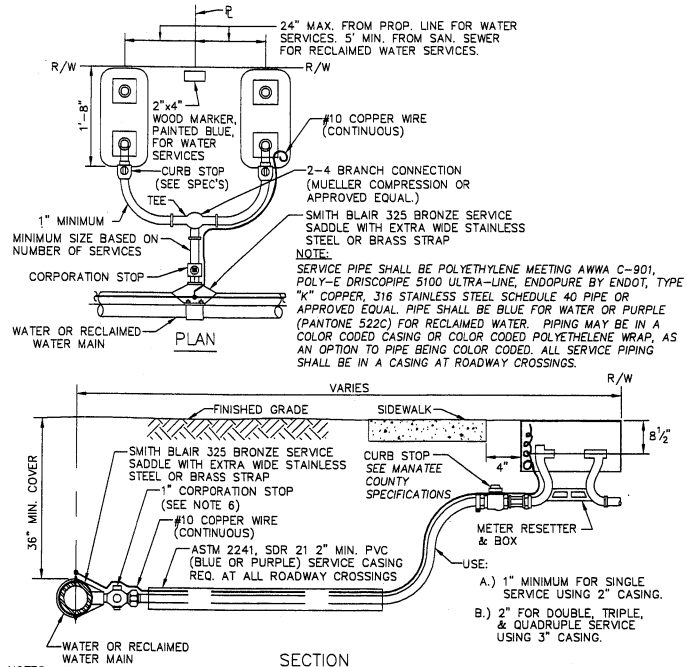 PL
24" MAX. FROM PROP. LINE FOR WATER
SERVICES. 5' MIN. FROM SAN. SEWER
FOR RECLAIMED WATER SERVICES.
R/W
R/W
1'-8"
2"x4"
WOOD MARKER,
PAINTED BLUE,
FOR WATER
SERVICES
#10 COPPER WIRE
(CONTINUOUS)
CURB STOP
(SEE SPEC'S)
2-4 BRANCH CONNECTION
(MUELLER COMPRESSION OR
APPROVED EQUAL.)
TEE
1" MINIMUM
SMITH BLAIR 325 BRONZE SERVICE
SADDLE WITH EXTRA WIDE STAINLESS
STEEL OR BRASS STRAP
MINIMUM SIZE BASED ON
NUMBER OF SERVICES
CORPORATION STOP
WATER OR RECLAIMED
WATER MAIN
PLAN
NOTE:
SERVICE PIPE SHALL BE POLYETHYLENE MEETING AWWA C-901,
POLY-E DRISCOPIPE 5100 ULTRA-LINE, ENDOPURE BY ENDOT, TYPE
"K" COPPER, 316 STAINLESS STEEL SCHEDULE 40 PIPE OR
APPROVED EQUAL. PIPE SHALL BE BLUE FOR WATER OR PURPLE
(PANTONE 522C) FOR RECLAIMED WATER. PIPING MAY BE IN A
COLOR CODED CASING OR COLOR CODED POLYETHELENE WRAP, AS
AN OPTION TO PIPE BEING COLOR CODED. ALL SERVICE PIPING
SHALL BE IN A CASING AT ROADWAY CROSSINGS.
VARIES
R/W
FINISHED GRADE
SIDEWALK
8 1/2"
36" MIN. COVER
SMITH BLAIR 325 BRONZE SERVICE
SADDLE WITH EXTRA WIDE STAINLESS
STEEL OR BRASS STRAP
1" CORPORATION STOP
(SEE NOTE 6)
#10 COPPER WIRE
(CONTINUOUS)
ASTM 2241, SDR 21 2" MIN. PVC
(BLUE OR PURPLE) SERVICE CASING
REQ. AT ALL ROADWAY CROSSINGS
CURB STOP
SEE MANATEE
COUNTY
SPECIFICATIONS
4"
METER RESETTER
& BOX
USE:
A.) 1" MINIMUM FOR SINGLE
SERVICE USING 2" CASING.
B.) 2" FOR DOUBLE, TRIPLE,
& QUADRUPLE SERVICE
USING 3" CASING.
WATER OR RECLAIMED
WATER MAIN
SECTION